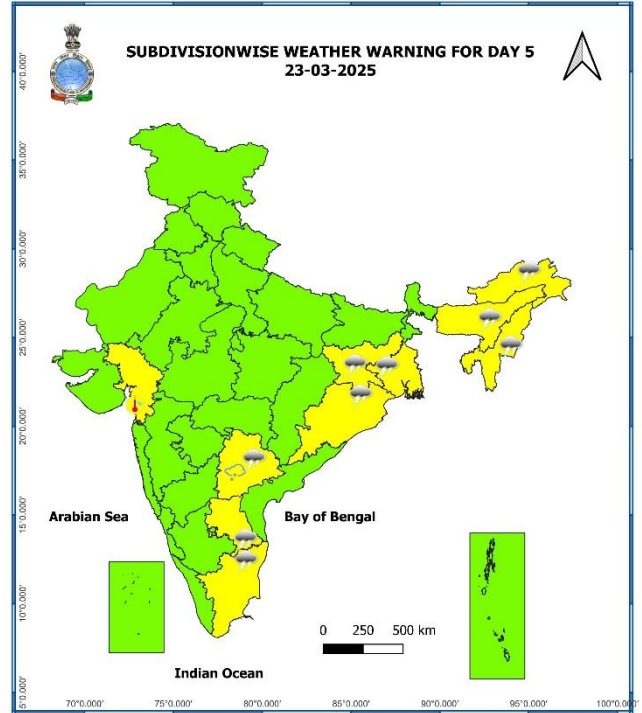 SUBDIVISIONWISE WEATHER WARNING FOR DAY 5
23-03-2025
40°0.000'
35°0.000'
30°0.000'
25°0.000'
20°0.000'
15°0.000'
10°0.000'
5°0.000'
Arabian Sea
Bay of Bengal
0 250 500 km
Indian Ocean
70°0.000' 75°0.000' 80°0.000' 85°0.000' 90°0.000' 95°0.000' 100°0.000'